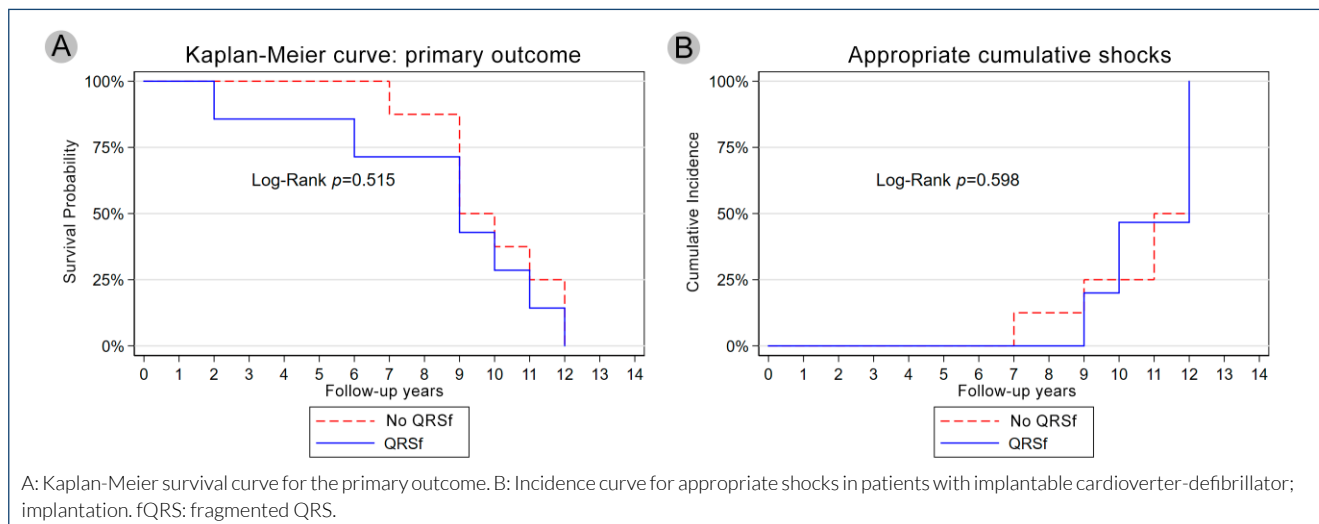 A
Kaplan-Meier curve: primary outcome
100%
75%
50%
25%
0%
Survival Probability
Log-Rank p=0.515
0 1 2 3 4 5 6 7 8 9 10 11 12 13 14
Follow-up years
No QRSf
QRSf
B
Appropriate cumulative shocks
100%
75%
50%
25%
0%
Cumulative Incidence
Log-Rank p=0.598
0 1 2 3 4 5 6 7 8 9 10 11 12 13 14
Follow-up years
No QRSf
QRSf
A: Kaplan-Meier survival curve for the primary outcome. B: Incidence curve for appropriate shocks in patients with implantable cardioverter-defibrillator;
implantation. fQRS: fragmented QRS.